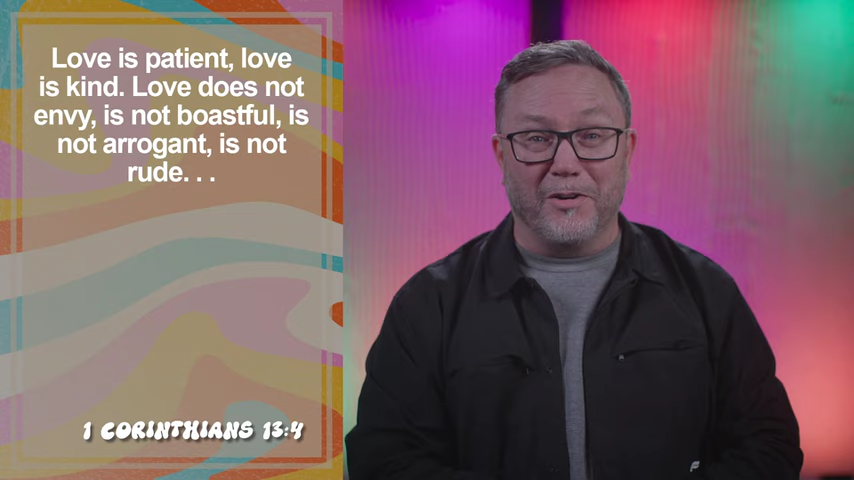 Love is patient, love
is kind. Love does not
envy, is not boastful, is
not arrogant, is not
rude. . .
1 CORINTHIANS 13:4